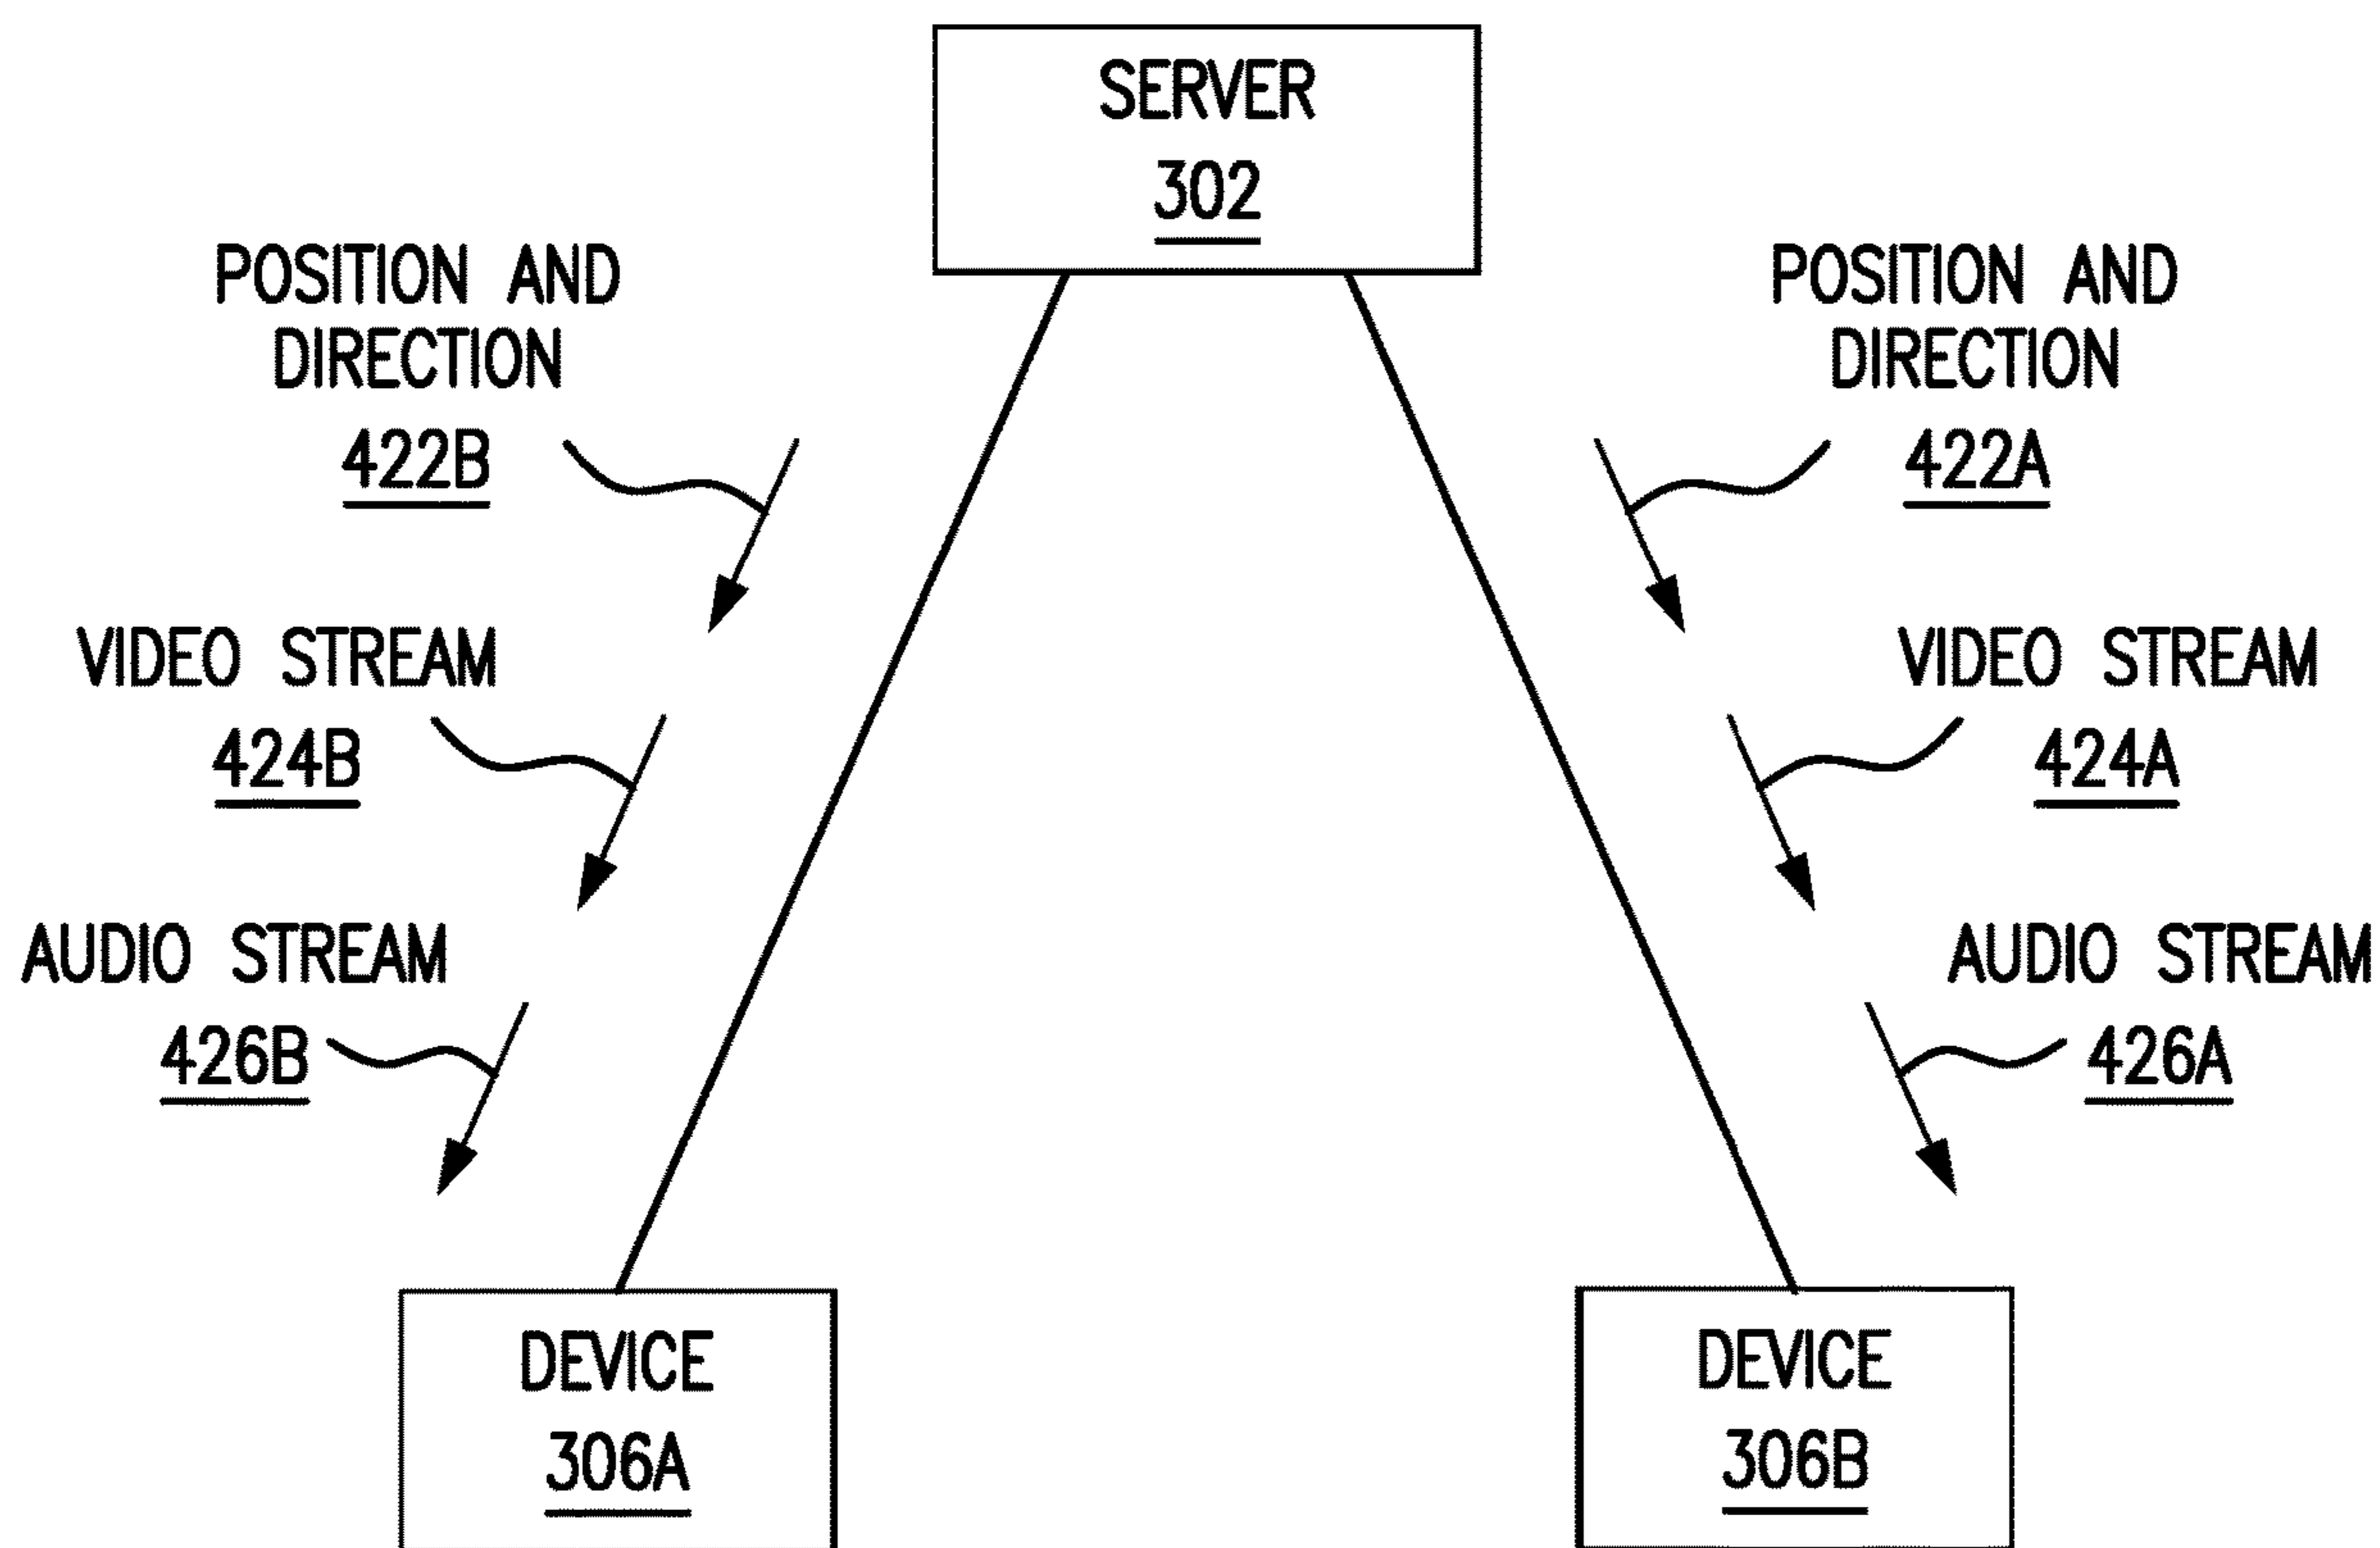 SERVER
302
POSITION AND
DIRECTION
422B
POSITION AND
DIRECTION
422A
VIDEO STREAM
424B
VIDEO STREAM
424A
AUDIO STREAM
426B
AUDIO STREAM
426A
DEVICE
306A
DEVICE
306B